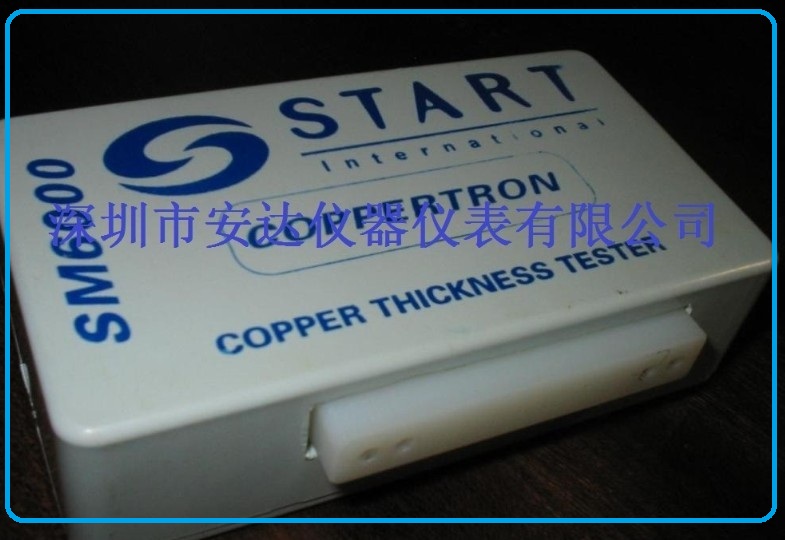 START
International
COPPERTRON
COPPER THICKNESS TESTER
深圳市安达仪器仪表有限公司